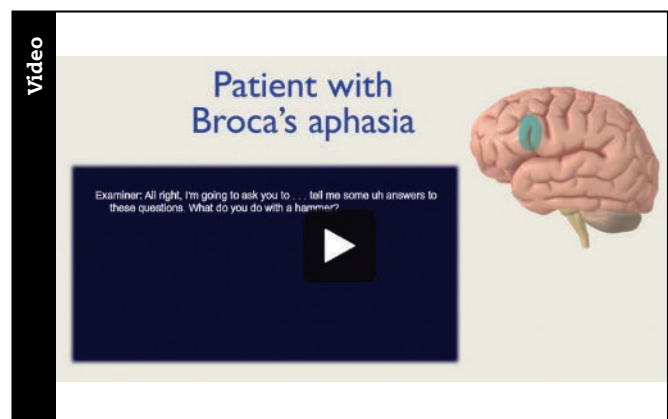 Video
Patient with
Broca's aphasia
Examiner: All right, I'm going to ask you to . . . tell me some uh answers to
these questions. What do you do with a hammer?